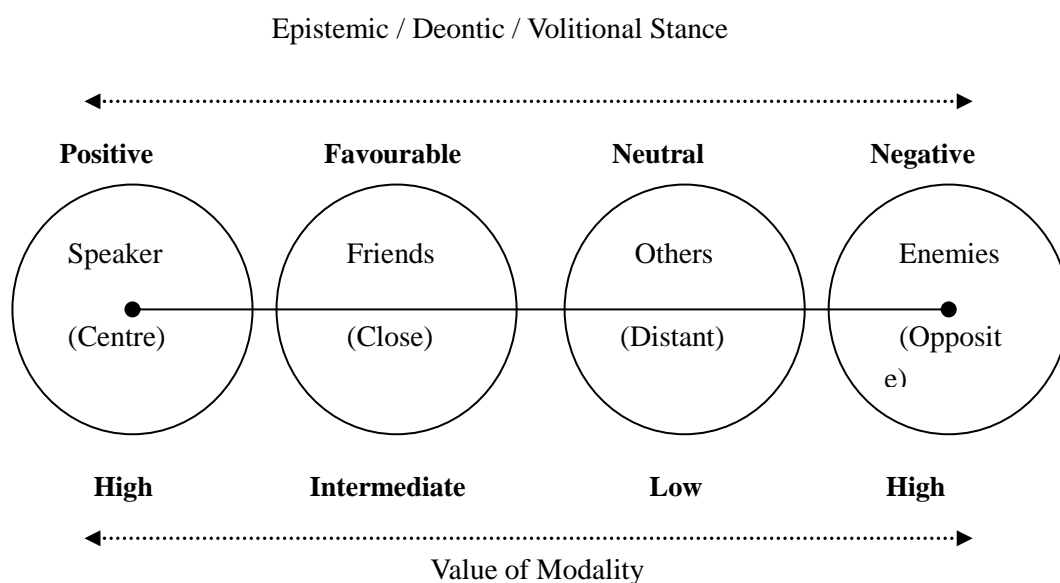 Epistemic / Deontic / Volitional Stance
Positive Favourable Neutral Negative
Speaker Friends Others Enemies
(Centre) (Close) (Distant) (Opposit
e)
High Intermediate Low High
Value of Modality